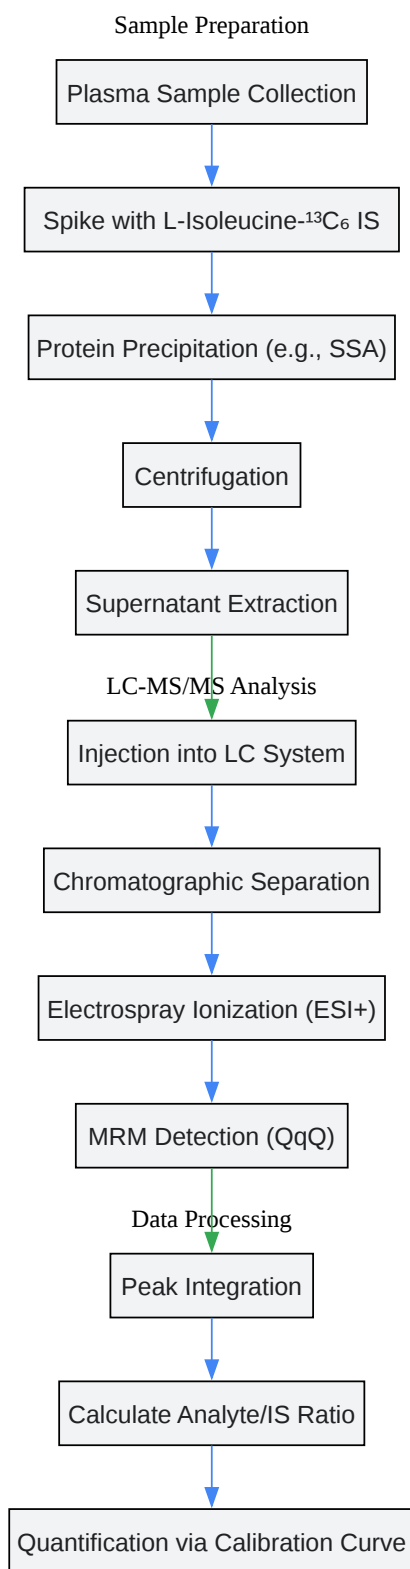 Sample Preparation
Plasma Sample Collection
Spike with L-Isoleucine-¹³C₆ IS
Protein Precipitation (e.g., SSA)
Centrifugation
Supernatant Extraction
LC-MS/MS Analysis
Injection into LC System
Chromatographic Separation
Electrospray Ionization (ESI+)
MRM Detection (QqQ)
Data Processing
Peak Integration
Calculate Analyte/IS Ratio
Quantification via Calibration Curve